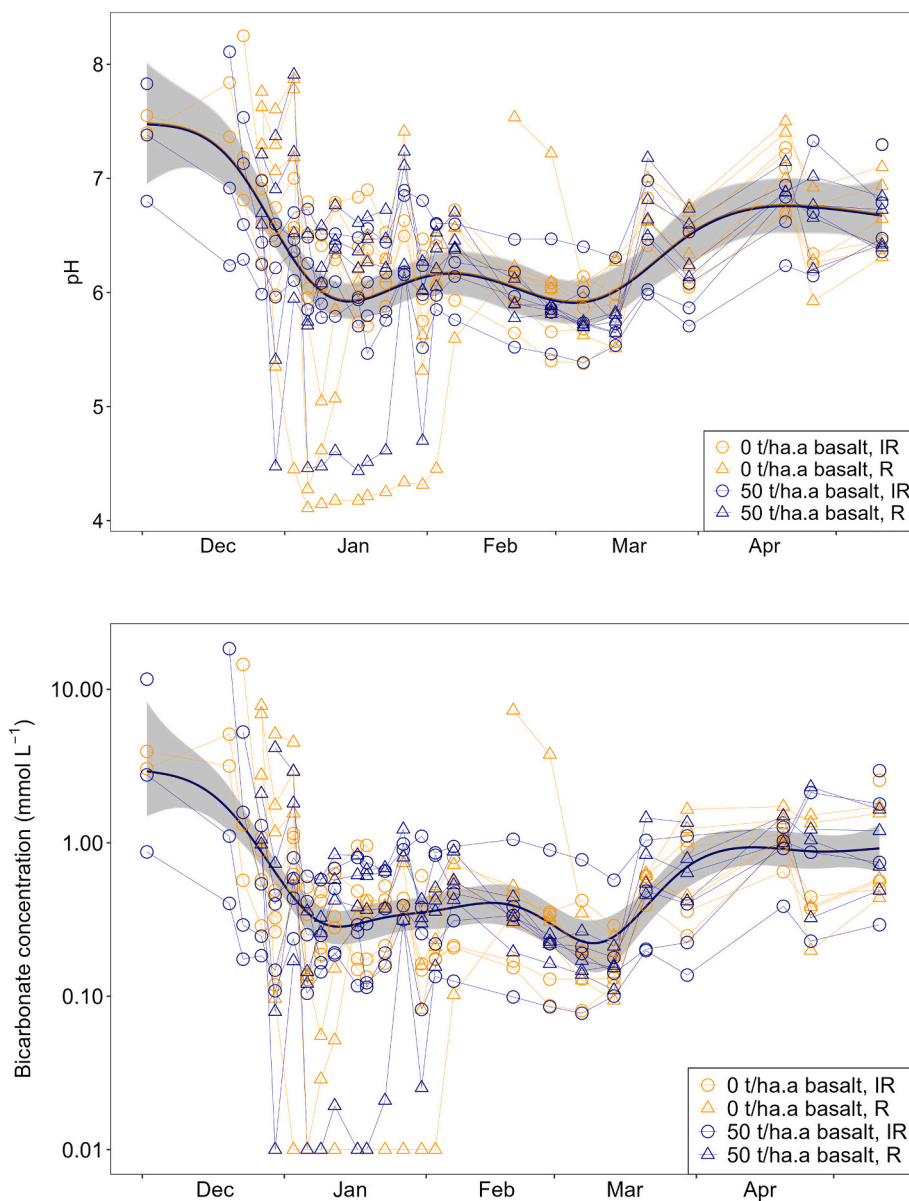 8
7
6
5
4
pH
0 t/ha.a basalt, IR
0 t/ha.a basalt, R
50 t/ha.a basalt, IR
50 t/ha.a basalt, R
Dec Jan Feb Mar Apr
10.00
1.00
0.10
0.01
Bicarbonate concentration (mmol L⁻¹)
0 t/ha.a basalt, IR
0 t/ha.a basalt, R
50 t/ha.a basalt, IR
50 t/ha.a basalt, R
Dec Jan Feb Mar Apr